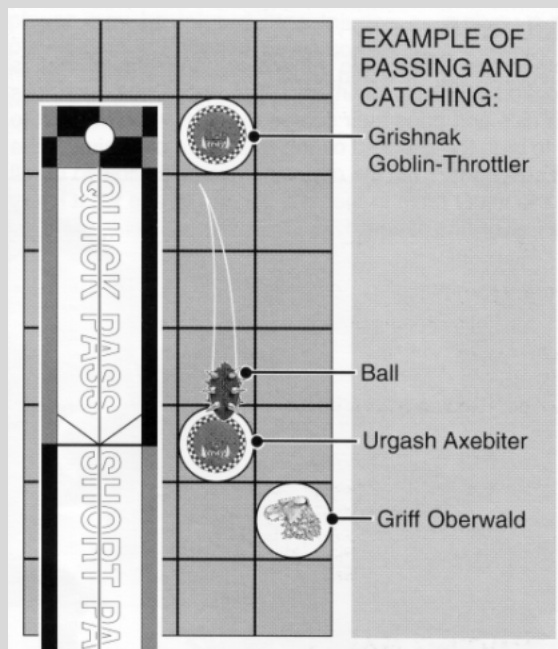 EXAMPLE OF
PASSING AND
CATCHING:
Grishnak
Goblin-Throttler
Ball
Urgash Axebiter
Griff Oberwald
QUICK PASS
SHORT PA